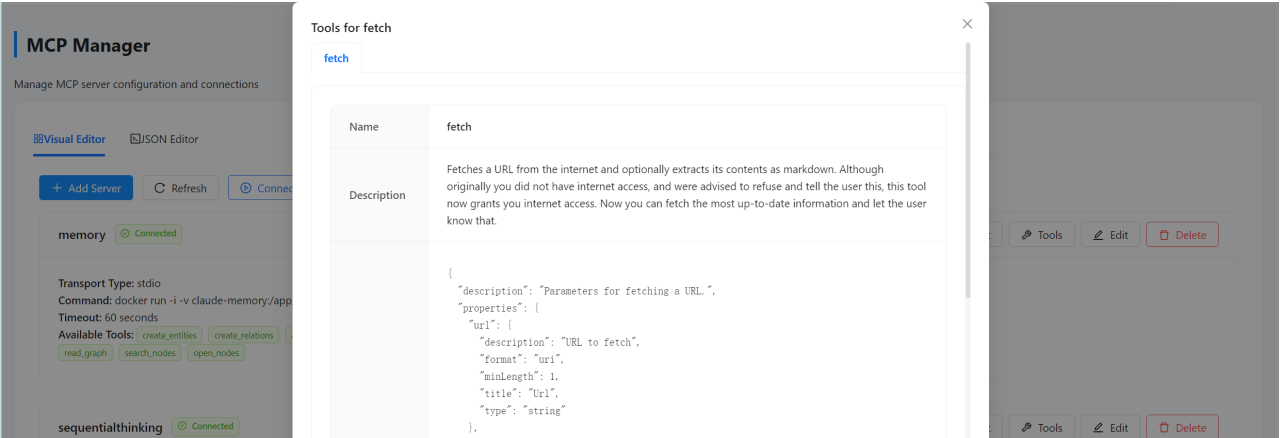 MCP Manager
Manage MCP server configuration and connections
Visual Editor
JSON Editor
Add Server
Refresh
memory
Connected
Transport Type: stdio
Command: docker run -i -v claude-memory:/app
Timeout: 60 seconds
Available Tools: create_entities create_relations
read_graph search_nodes open_nodes
sequentialthinking
Connected
Tools for fetch
fetch
Name
fetch
Description
Fetches a URL from the internet and optionally extracts its contents as markdown. Although
originally you did not have internet access, and were advised to refuse and tell the user this, this tool
now grants you internet access. Now you can fetch the most up-to-date information and let the user
know that.
{
"description": "Parameters for fetching a URL.",
"properties": {
"url": {
"description": "URL to fetch",
"format": "uri",
"minLength": 1,
"title": "Url",
"type": "string"
},
Tools
Edit
Delete
Tools
Edit
Delete